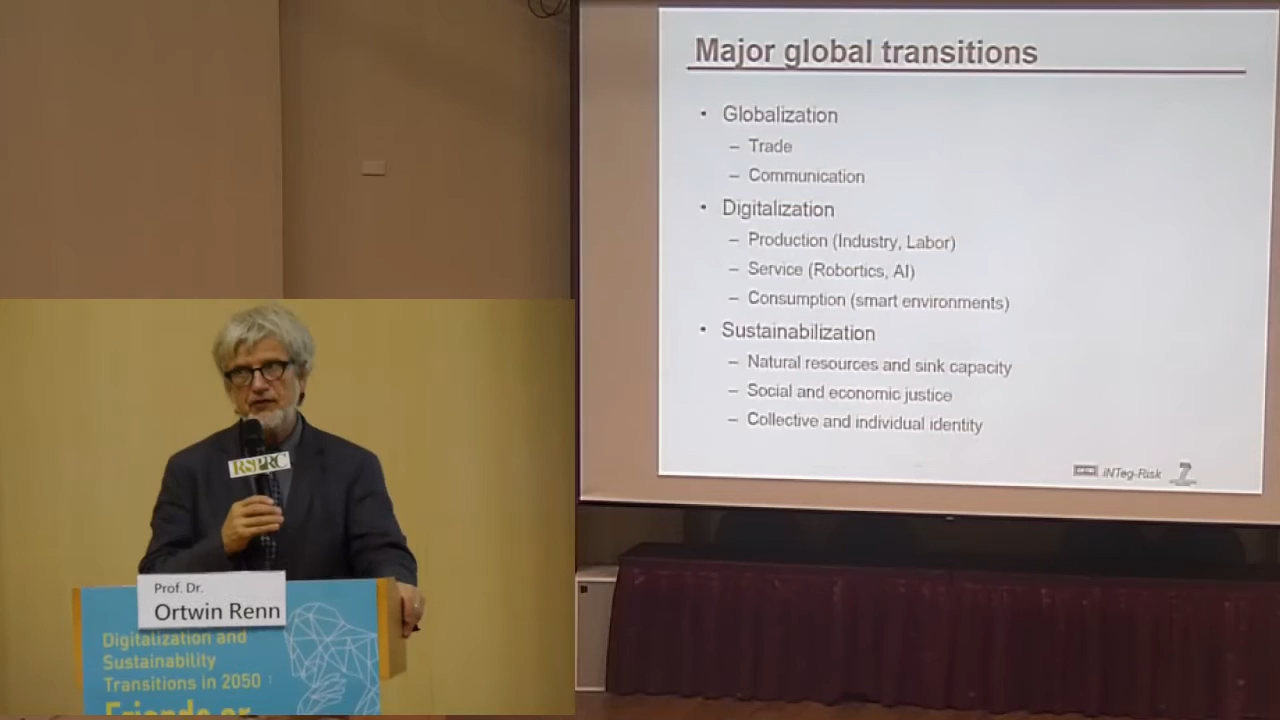 Major global transitions
• Globalization
– Trade
– Communication
• Digitalization
– Production (Industry, Labor)
– Service (Robortics, AI)
– Consumption (smart environments)
• Sustainabilization
– Natural resources and sink capacity
– Social and economic justice
– Collective and individual identity
iNTeg-Risk
RSPRC
Prof. Dr.
Ortwin Renn
Digitalization and
Sustainability
Transitions in 2050 :
Friends or